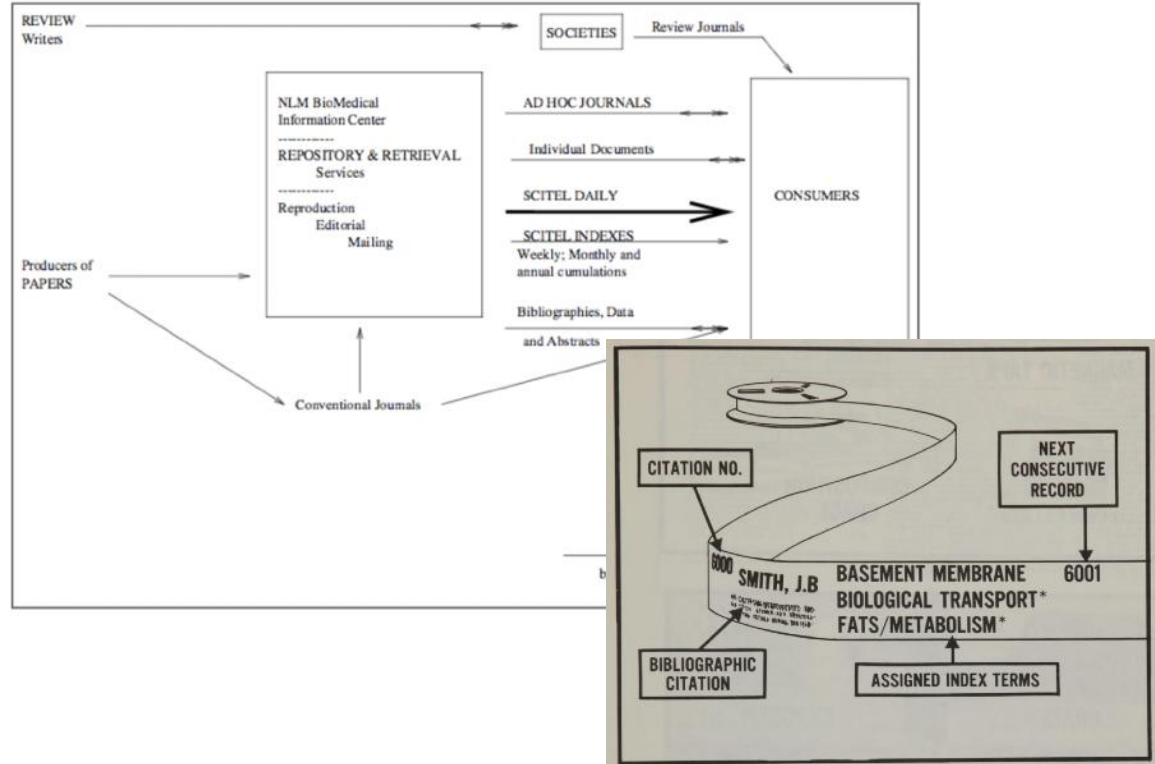 REVIEW
Writers
SOCIETIES
Review Journals
NLM BioMedical
Information Center
-------------
REPOSITORY & RETRIEVAL
Services
-------------
Reproduction
Editorial
Mailing
AD HOC JOURNALS
Individual Documents
SCITEL DAILY
SCITEL INDEXES
Weekly; Monthly and
annual cumulations
Bibliographies, Data
and Abstracts
CONSUMERS
Producers of
PAPERS
Conventional Journals
b
CITATION NO.
NEXT
CONSECUTIVE
RECORD
6000
SMITH, J.B
BASEMENT MEMBRANE
6001
BIOLOGICAL TRANSPORT*
FATS/METABOLISM*
BIBLIOGRAPHIC
CITATION
ASSIGNED INDEX TERMS